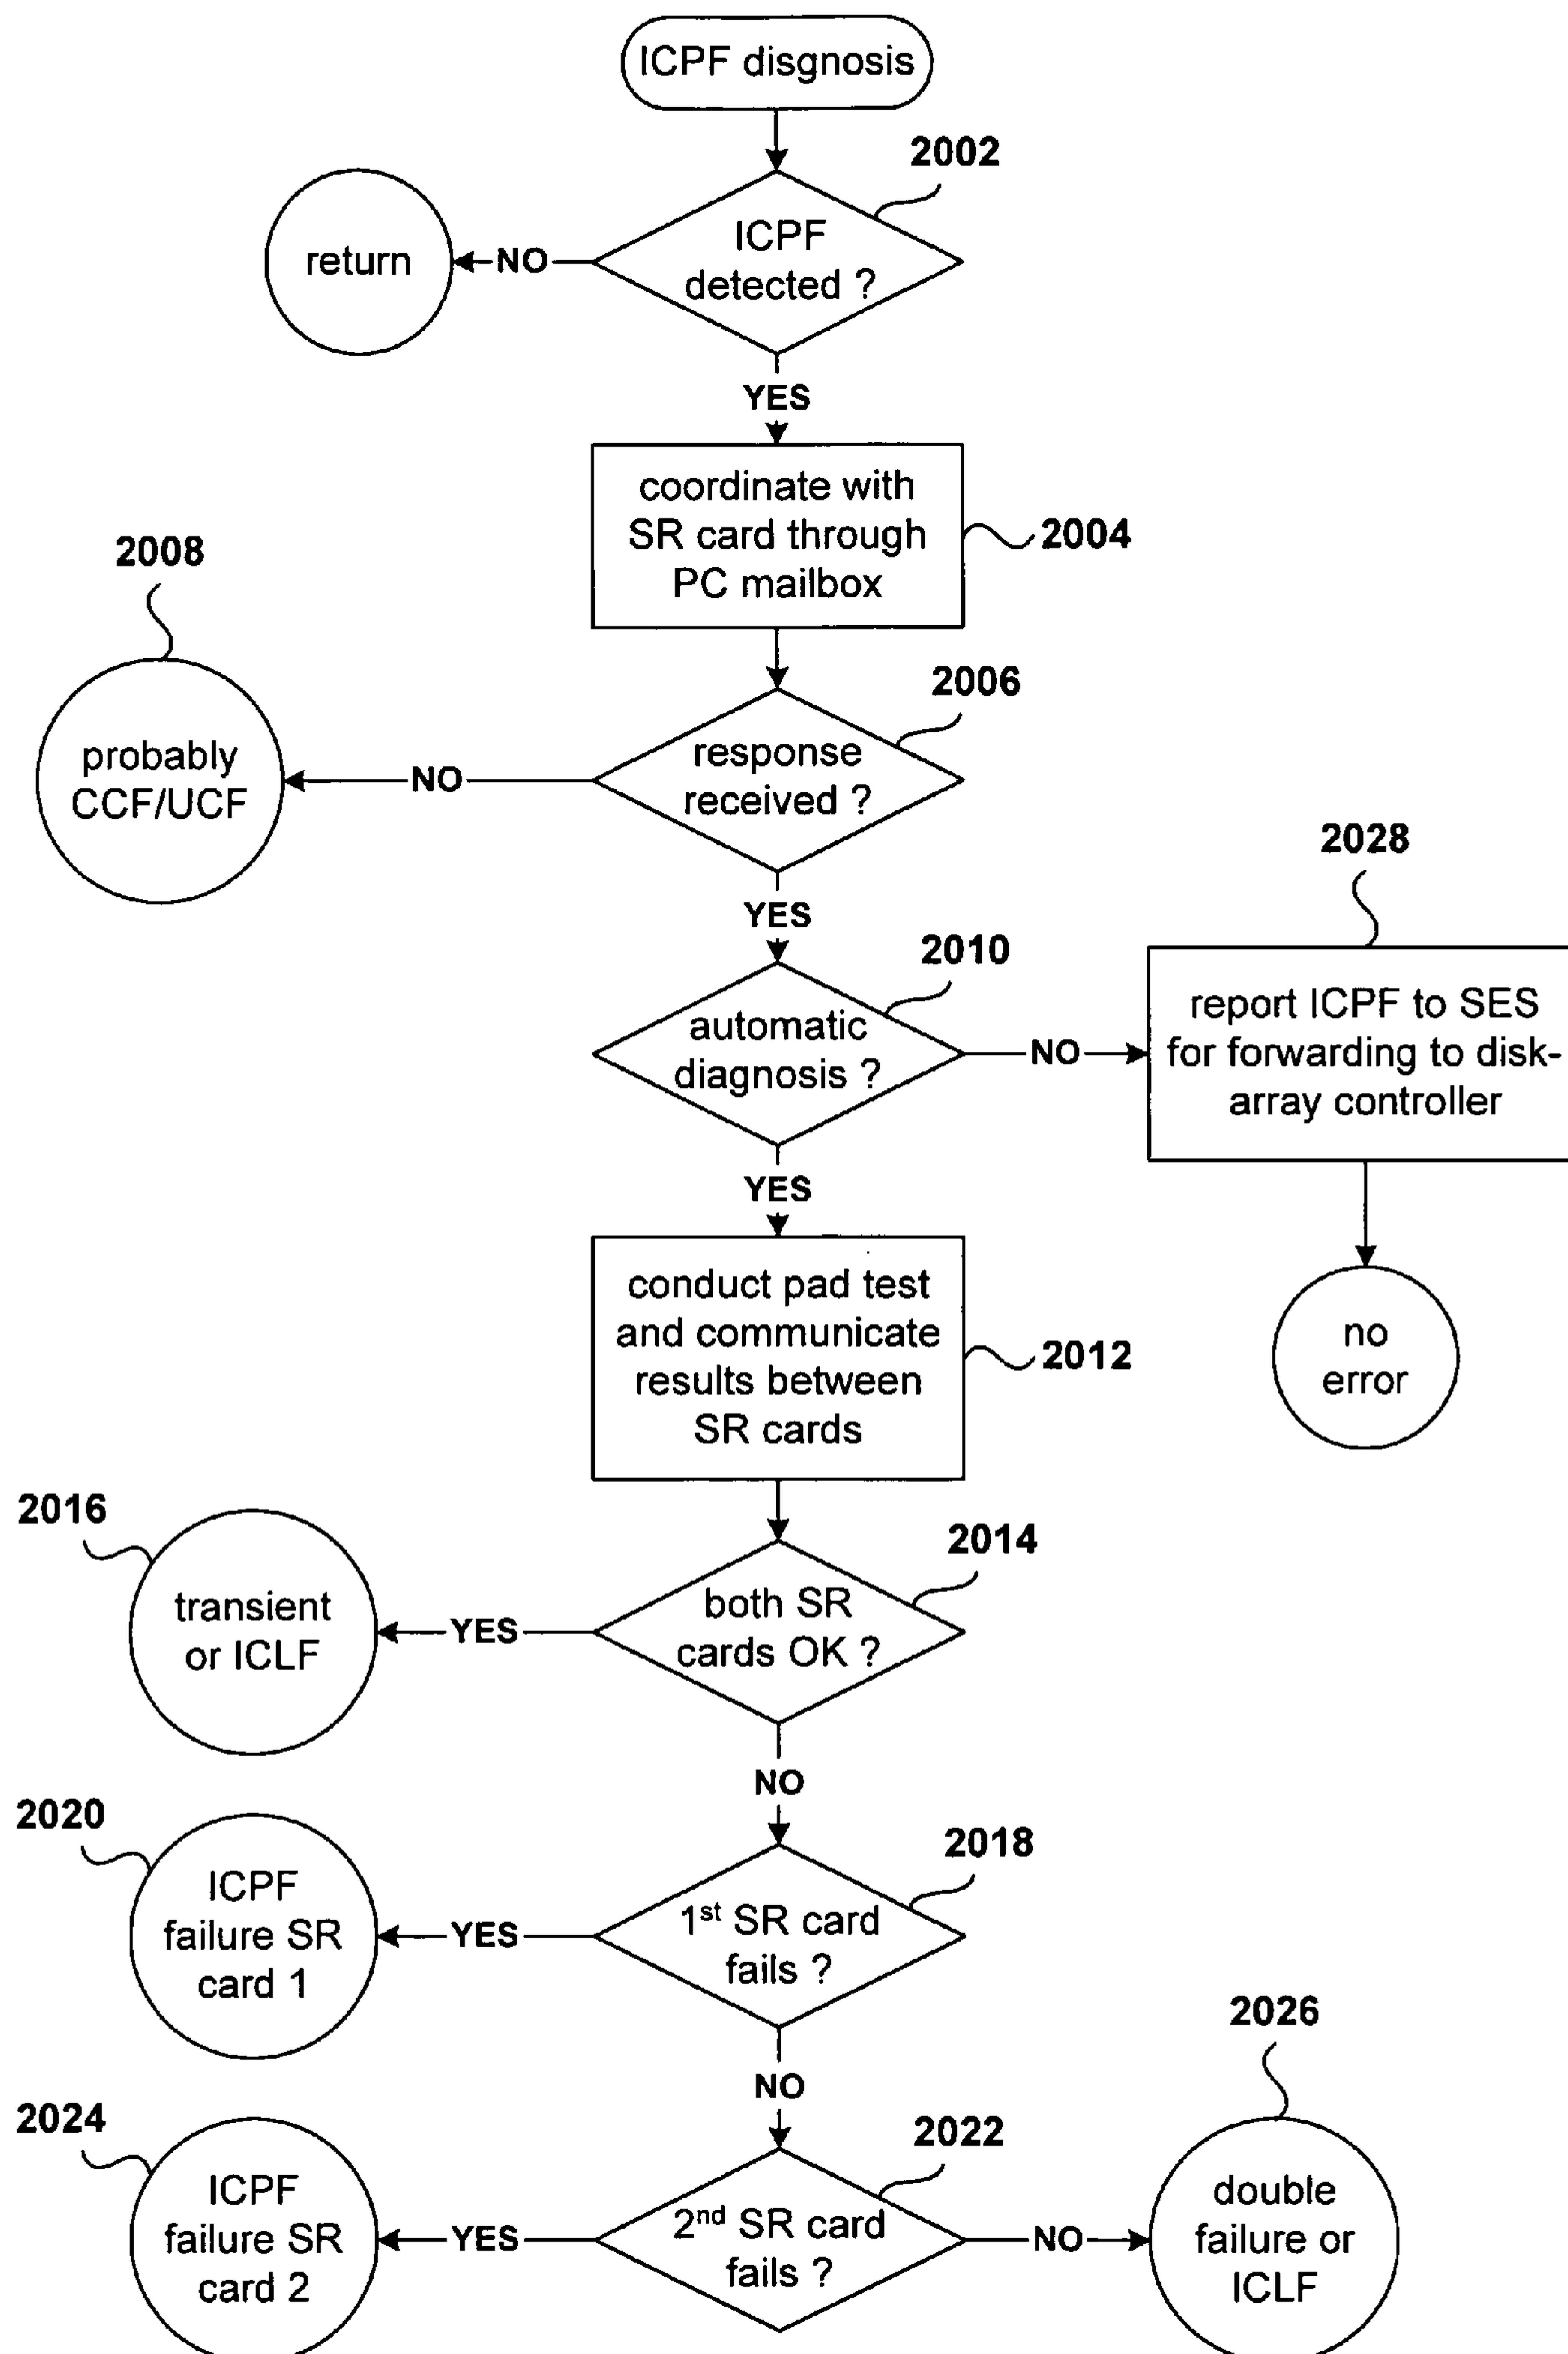 ICPF disgnosis
2002
ICPF
detected ?
NO
return
YES
coordinate with
SR card through
PC mailbox
2004
2008
2006
response
received ?
NO
probably
CCF/UCF
YES
2010
2028
automatic
diagnosis ?
NO
report ICPF to SES
for forwarding to disk-
array controller
YES
conduct pad test
and communicate
results between
SR cards
2012
no
error
2016
2014
both SR
cards OK ?
YES
transient
or ICLF
NO
2020
2018
1st SR card
fails ?
YES
ICPF
failure SR
card 1
NO
2026
2024
2022
2nd SR card
fails ?
YES
ICPF
failure SR
card 2
NO
double
failure or
ICLF